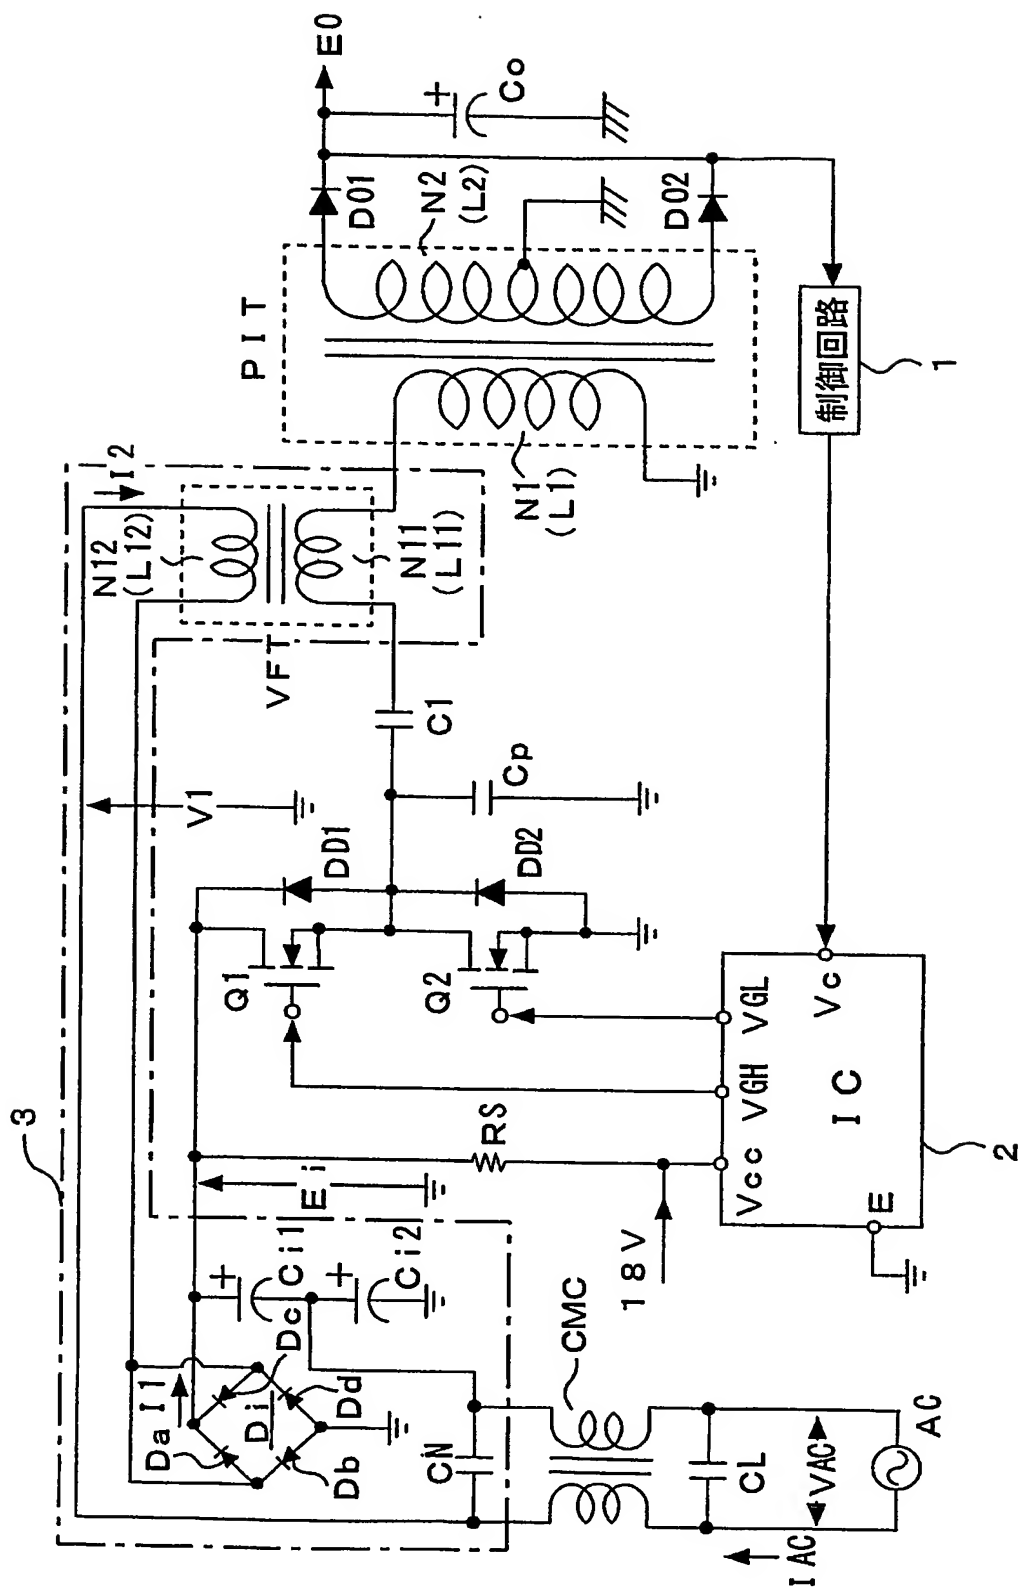 3
I2
N12
(L12)
N11
(L11)
VFT
V1
PIT
E0
Co
D01
N2
(L2)
D02
N1
(L1)
制御回路
1
C1
Cp
DD1
DD2
Q1
Q2
RS
Ei
18V
Vcc
VGH
VGL
Vc
IC
E
2
Ci1
Ci2
+
+
+
Da
I1
Dc
Di
Dd
Db
CN
CMC
CL
VAC
IAC
AC